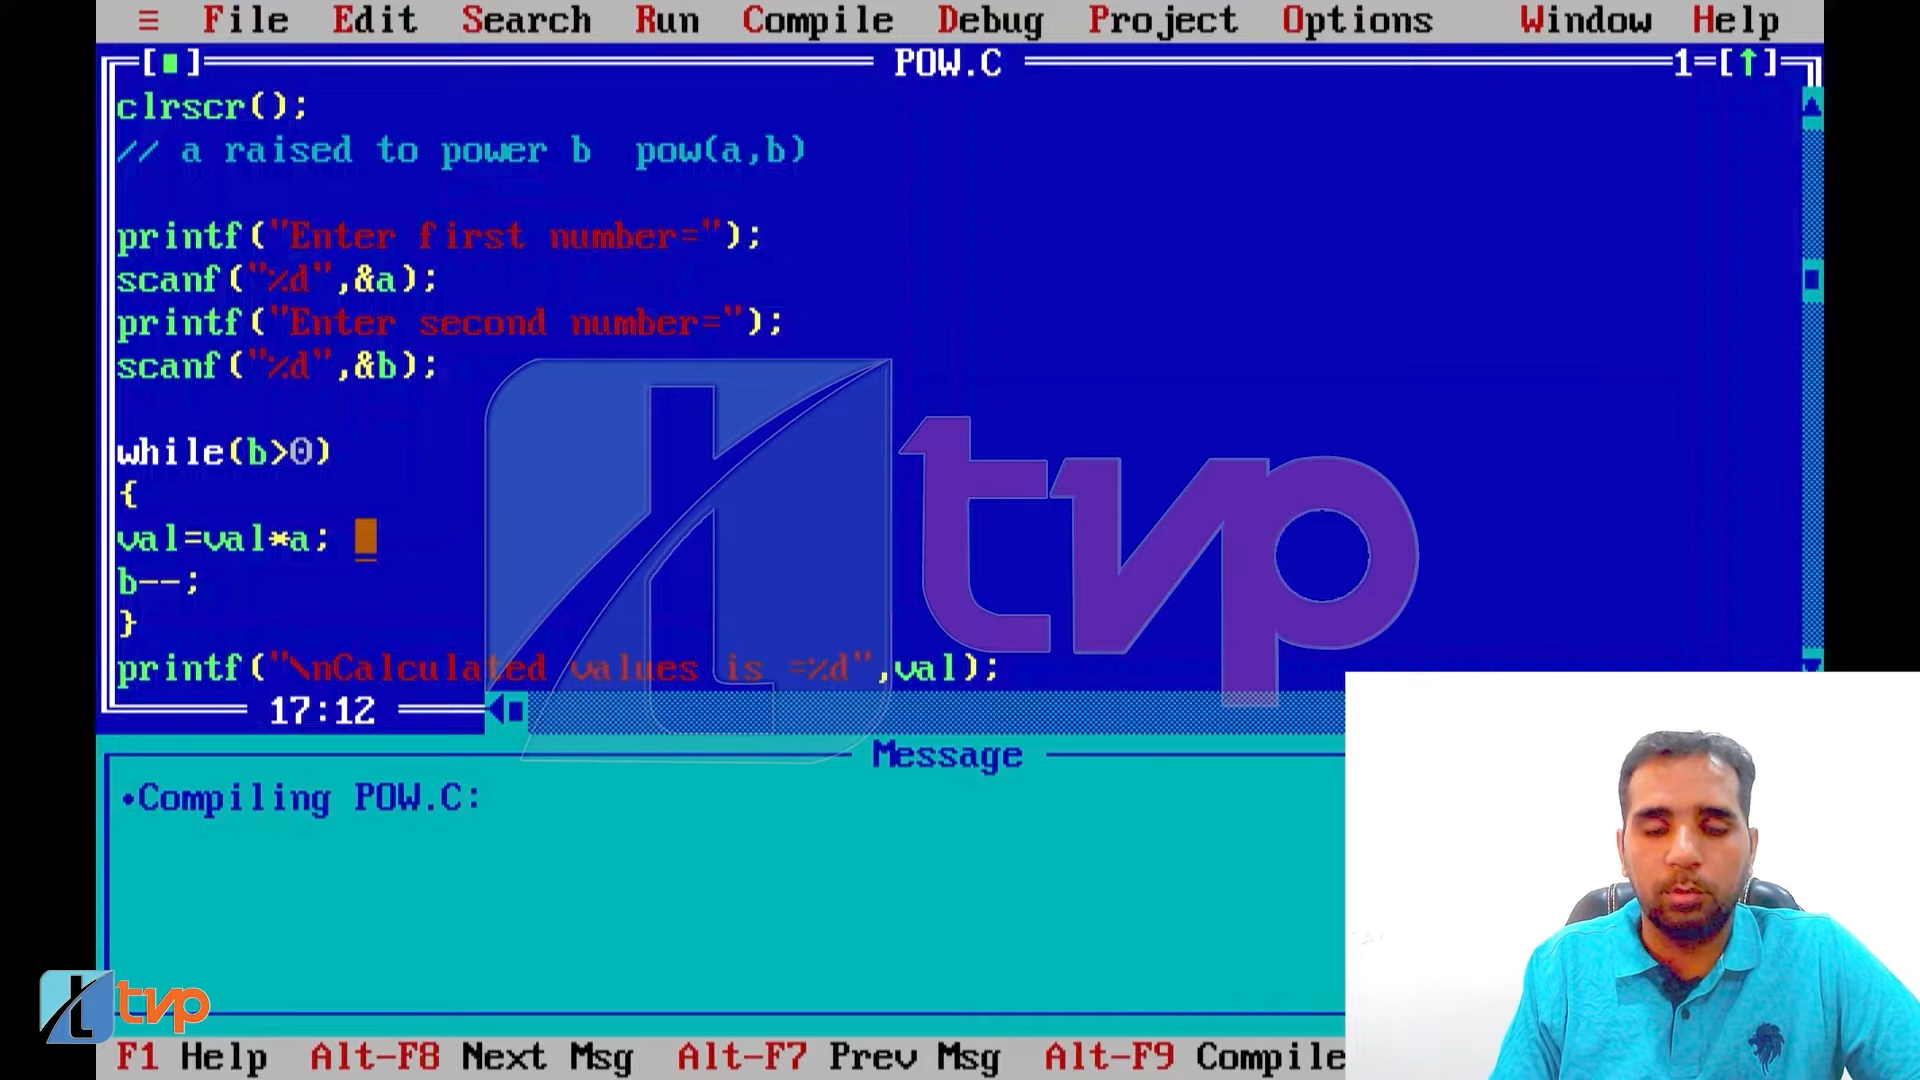 ≡ File Edit Search Run Compile Debug Project Options Window Help
[■] POW.C 1=[↑]
clrscr();
// a raised to power b  pow(a,b)
printf("Enter first number=");
scanf("%d",&a);
printf("Enter second number=");
scanf("%d",&b);
while(b>0)
{
val=val*a;
b--;
}
printf("\nCalculated values is =%d",val);
17:12
tvp
Message
•Compiling POW.C:
tvp
F1 Help Alt-F8 Next Msg Alt-F7 Prev Msg Alt-F9 Compile